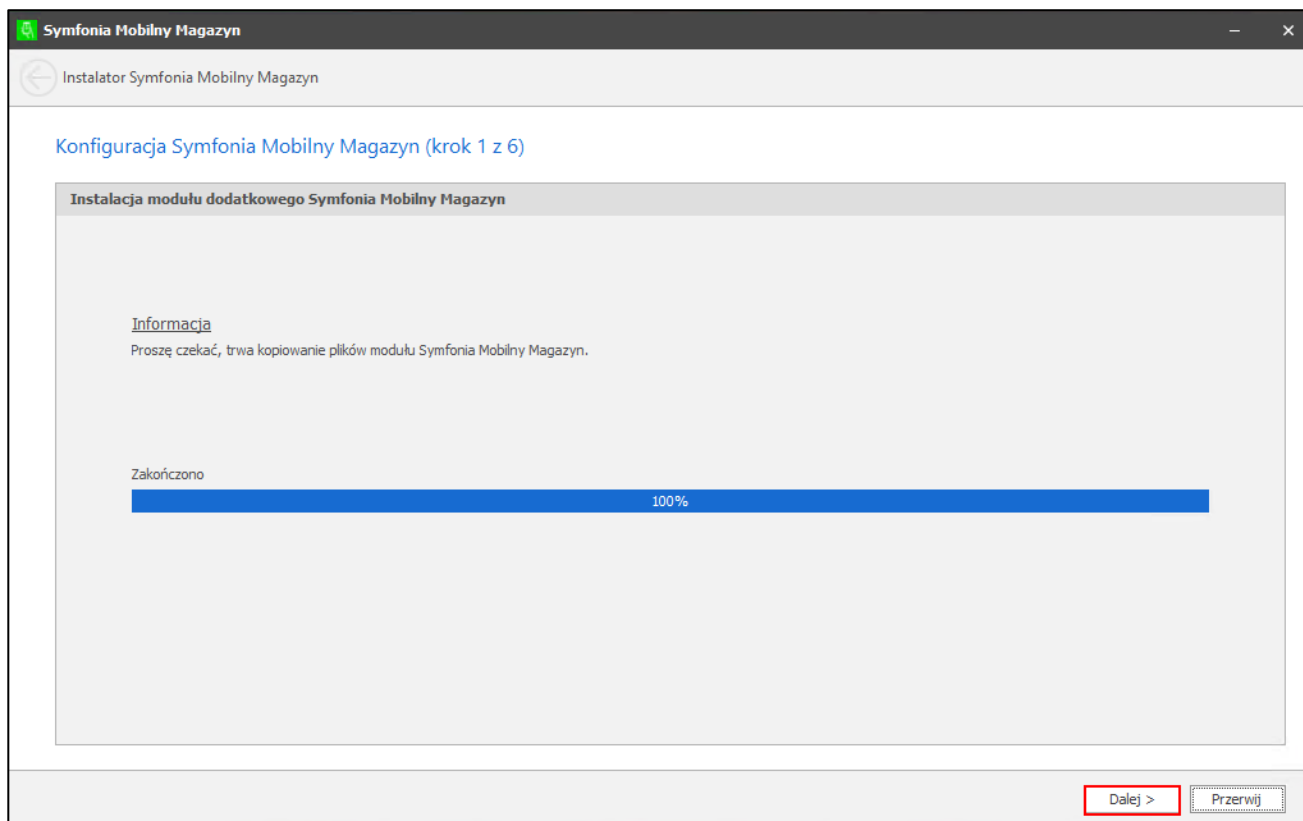 Symfonia Mobilny Magazyn
Instalator Symfonia Mobilny Magazyn
Konfiguracja Symfonia Mobilny Magazyn (krok 1 z 6)
Instalacja modułu dodatkowego Symfonia Mobilny Magazyn
Informacja
Proszę czekać, trwa kopiowanie plików modułu Symfonia Mobilny Magazyn.
Zakończono
100%
Dalej > Przerwij